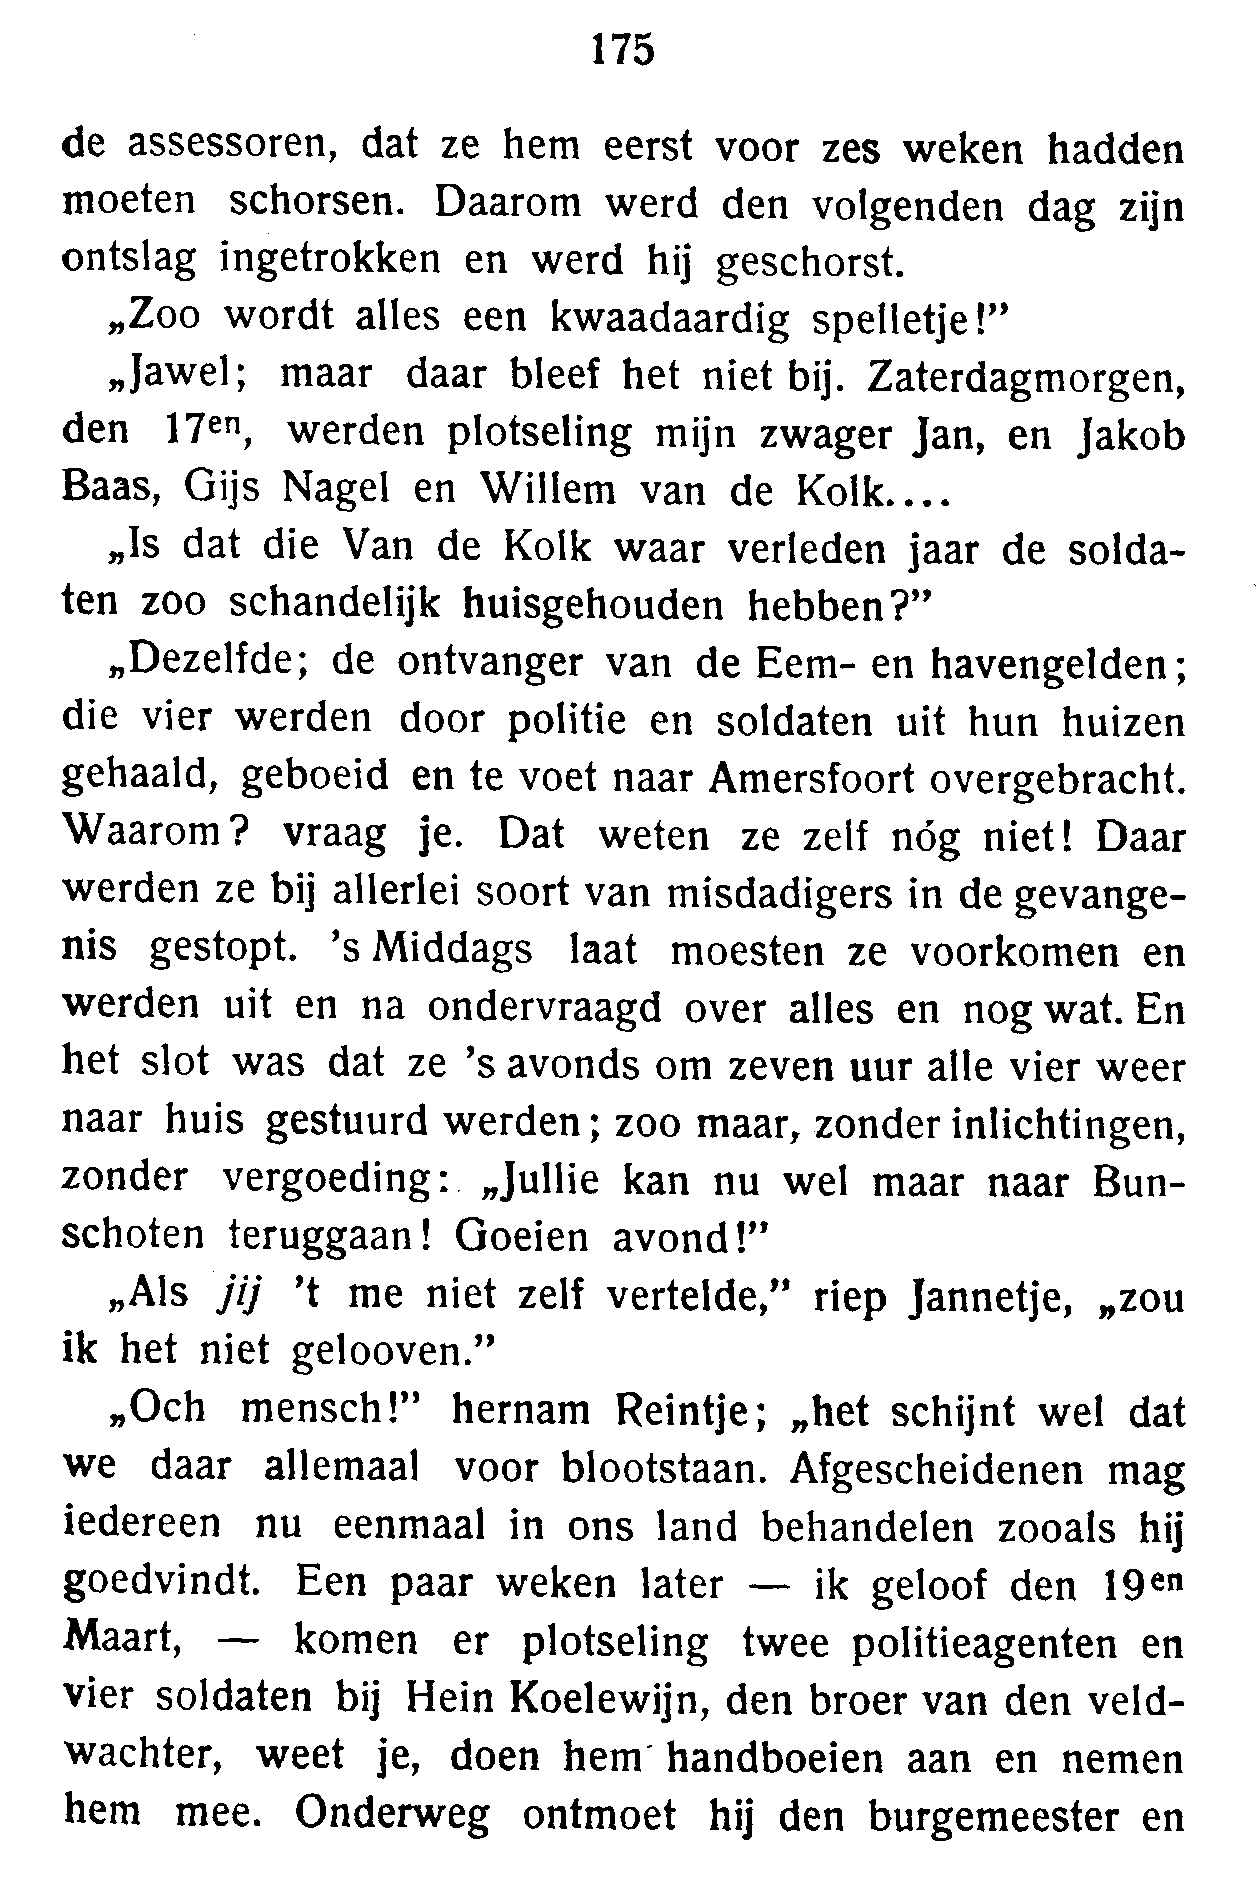 175
de assessoren, dat ze hem eerst voor zes weken hadden
moeten schorsen. Daarom werd den volgenden dag zijn
ontslag ingetrokken en werd hij geschorst.
„Zoo wordt alles een kwaadaardig spelletje!”
„Jawel; maar daar bleef het niet bij. Zaterdagmorgen,
den 17en, werden plotseling mijn zwager Jan, en Jakob
Baas, Gijs Nagel en Willem van de Kolk....
„Is dat die Van de Kolk waar verleden jaar de solda-
ten zoo schandelijk huisgehouden hebben?”
„Dezelfde; de ontvanger van de Eem- en havengelden;
die vier werden door politie en soldaten uit hun huizen
gehaald, geboeid en te voet naar Amersfoort overgebracht.
Waarom? vraag je. Dat weten ze zelf nóg niet! Daar
werden ze bij allerlei soort van misdadigers in de gevange-
nis gestopt. ’s Middags laat moesten ze voorkomen en
werden uit en na ondervraagd over alles en nog wat. En
het slot was dat ze ’s avonds om zeven uur alle vier weer
naar huis gestuurd werden; zoo maar, zonder inlichtingen,
zonder vergoeding: „Jullie kan nu wel maar naar Bun-
schoten teruggaan! Goeien avond!”
„Als jij ’t me niet zelf vertelde,” riep Jannetje, „zou
ik het niet gelooven.”
„Och mensch!” hernam Reintje; „het schijnt wel dat
we daar allemaal voor blootstaan. Afgescheidenen mag
iedereen nu eenmaal in ons land behandelen zooals hij
goedvindt. Een paar weken later — ik geloof den 19en
Maart, — komen er plotseling twee politieagenten en
vier soldaten bij Hein Koelewijn, den broer van den veld-
wachter, weet je, doen hem handboeien aan en nemen
hem mee. Onderweg ontmoet hij den burgemeester en